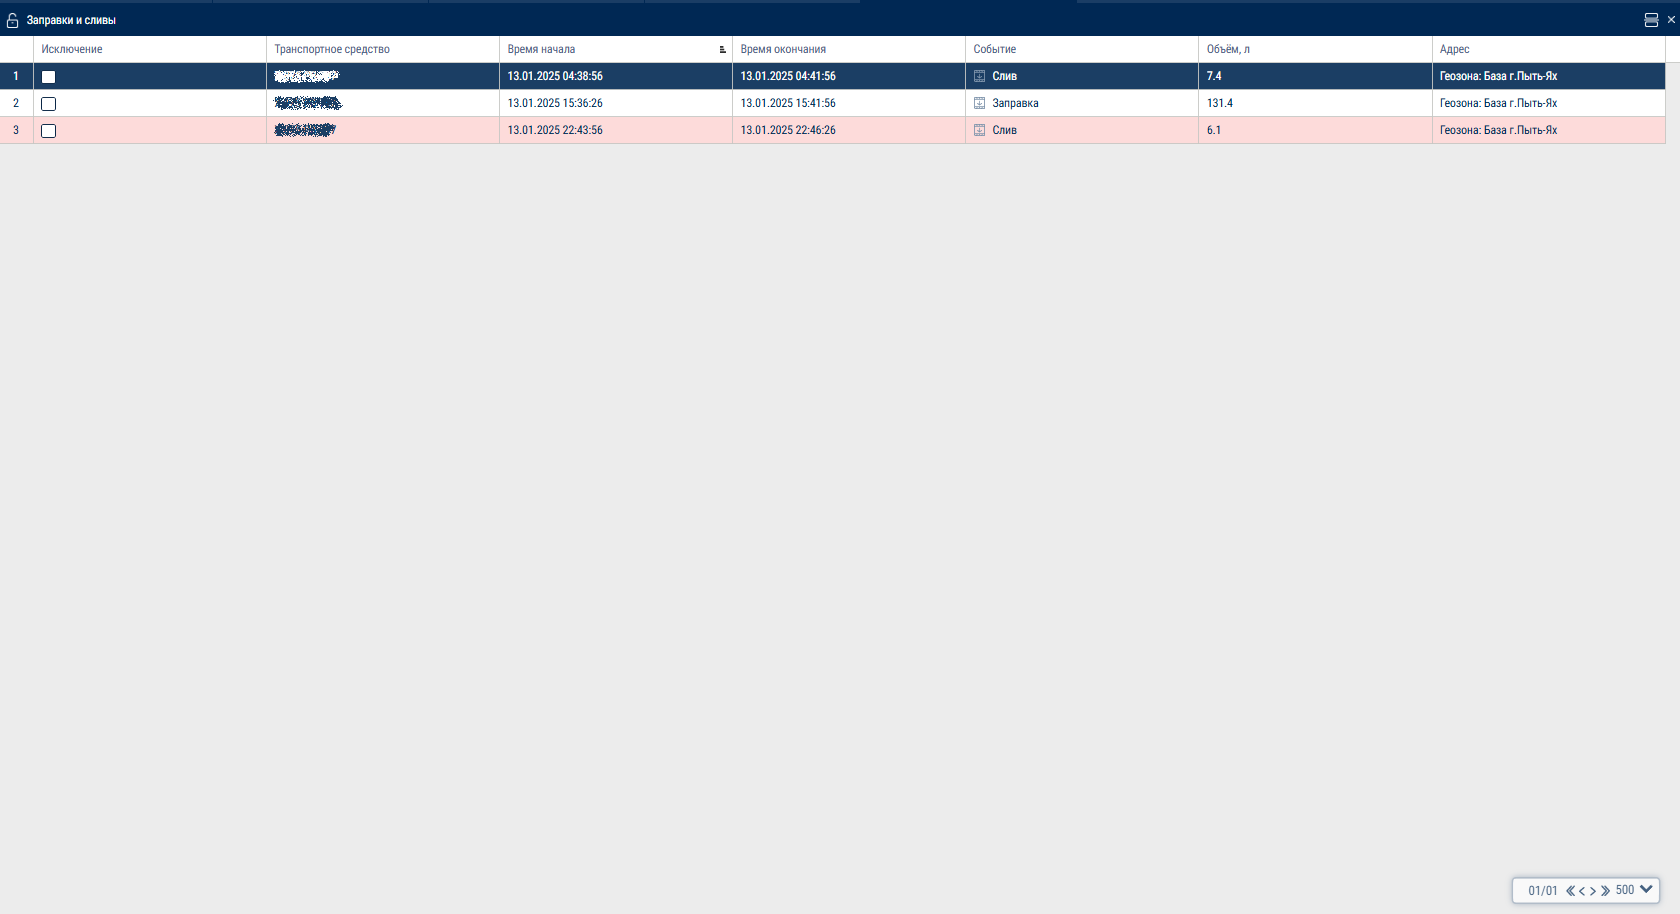 Заправки и сливы
Исключение Транспортное средство Время начала Время окончания Событие Объём, л Адрес
1 13.01.2025 04:38:56 13.01.2025 04:41:56 Слив 7.4 Геозона: База г.Пыть-Ях
2 13.01.2025 15:36:26 13.01.2025 15:41:56 Заправка 131.4 Геозона: База г.Пыть-Ях
3 13.01.2025 22:43:56 13.01.2025 22:46:26 Слив 6.1 Геозона: База г.Пыть-Ях
01/01 500